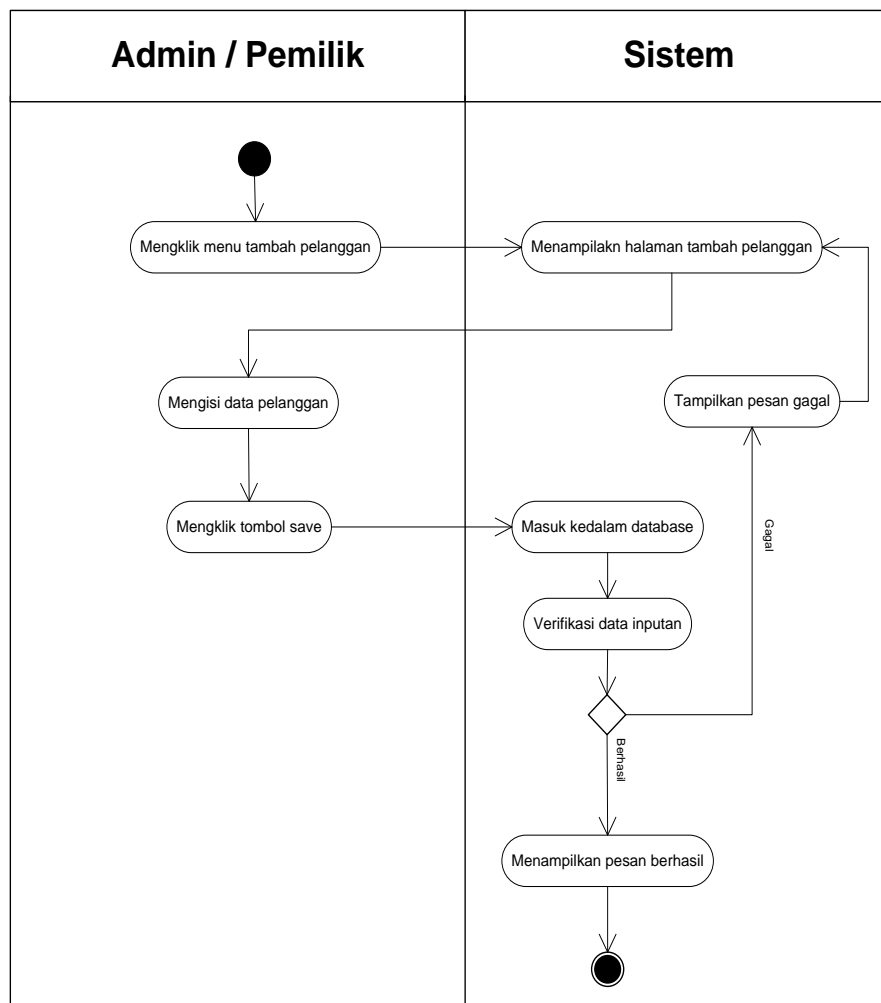 Admin / Pemilik
Sistem
Mengklik menu tambah pelanggan
Menampilakn halaman tambah pelanggan
Mengisi data pelanggan
Tampilkan pesan gagal
Mengklik tombol save
Masuk kedalam database
Gagal
Verifikasi data inputan
Berhasil
Menampilkan pesan berhasil